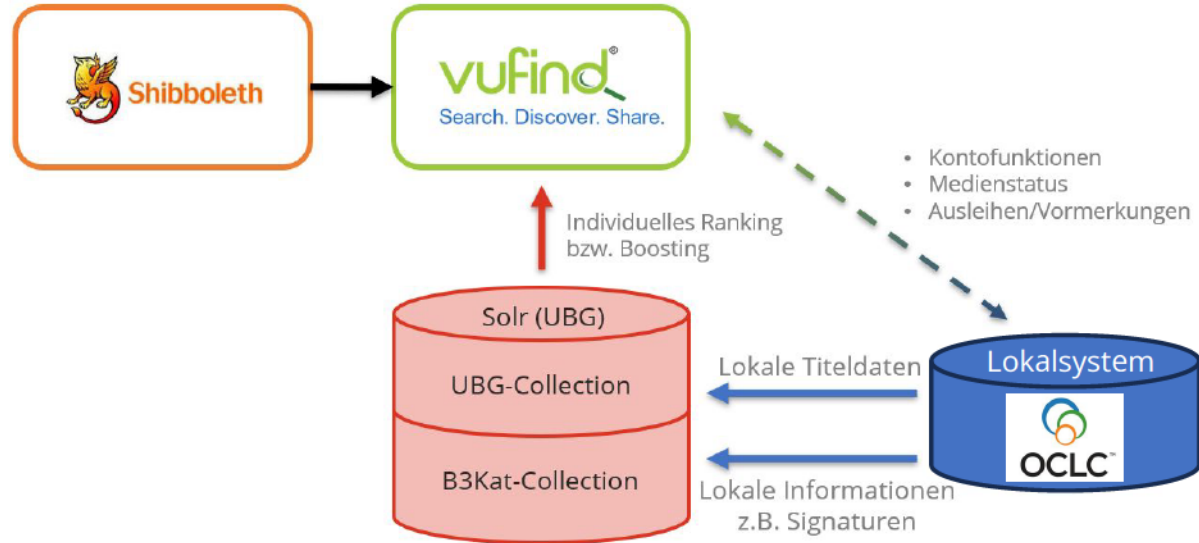 Shibboleth
vufind®
Search. Discover. Share.
• Kontofunktionen
• Medienstatus
• Ausleihen/Vormerkungen
Individuelles Ranking
bzw. Boosting
Solr (UBG)
UBG-Collection
B3Kat-Collection
Lokale Titeldaten
Lokale Informationen
z.B. Signaturen
Lokalsystem
OCLC™